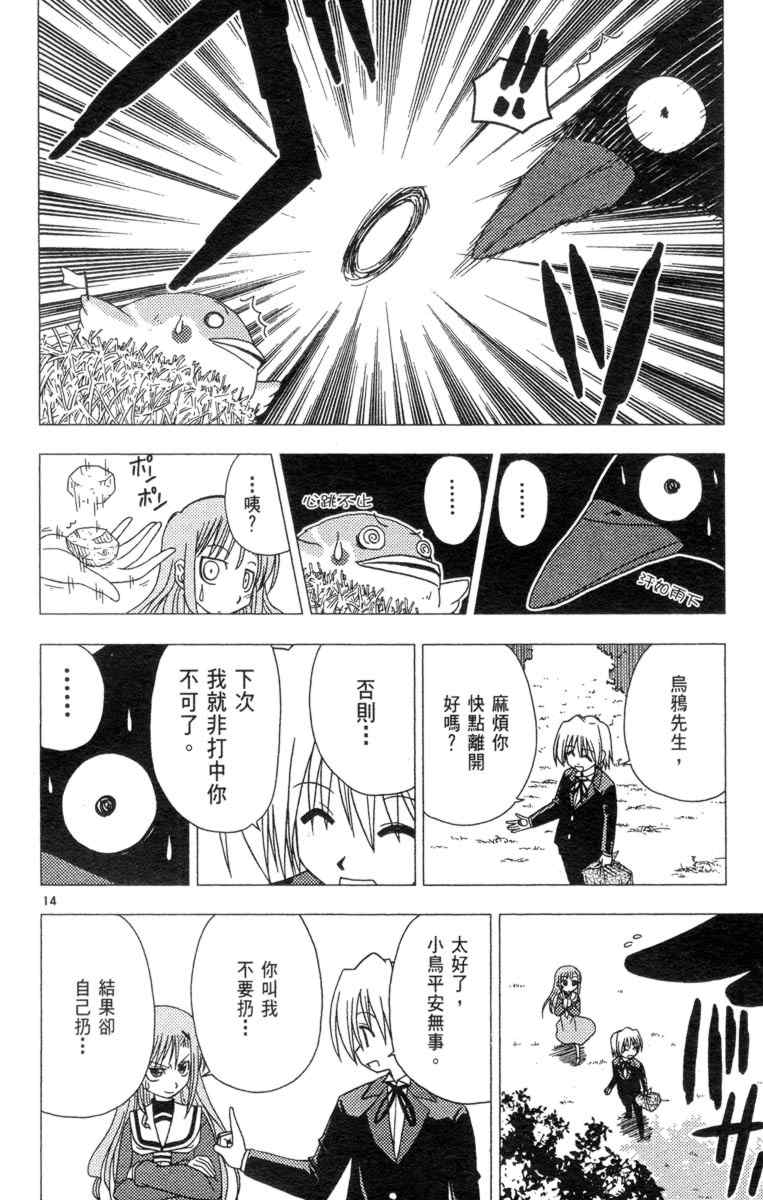 !!
……
汗如雨下
……
心跳不止
…咦?
ポンポン
烏鴉先生,
麻煩你
快點離開
好嗎?
否則…
下次
我就非打中你
不可了。
……
14
太好了,
小鳥平安無事。
你叫我
不要扔…
結果卻
自己扔…